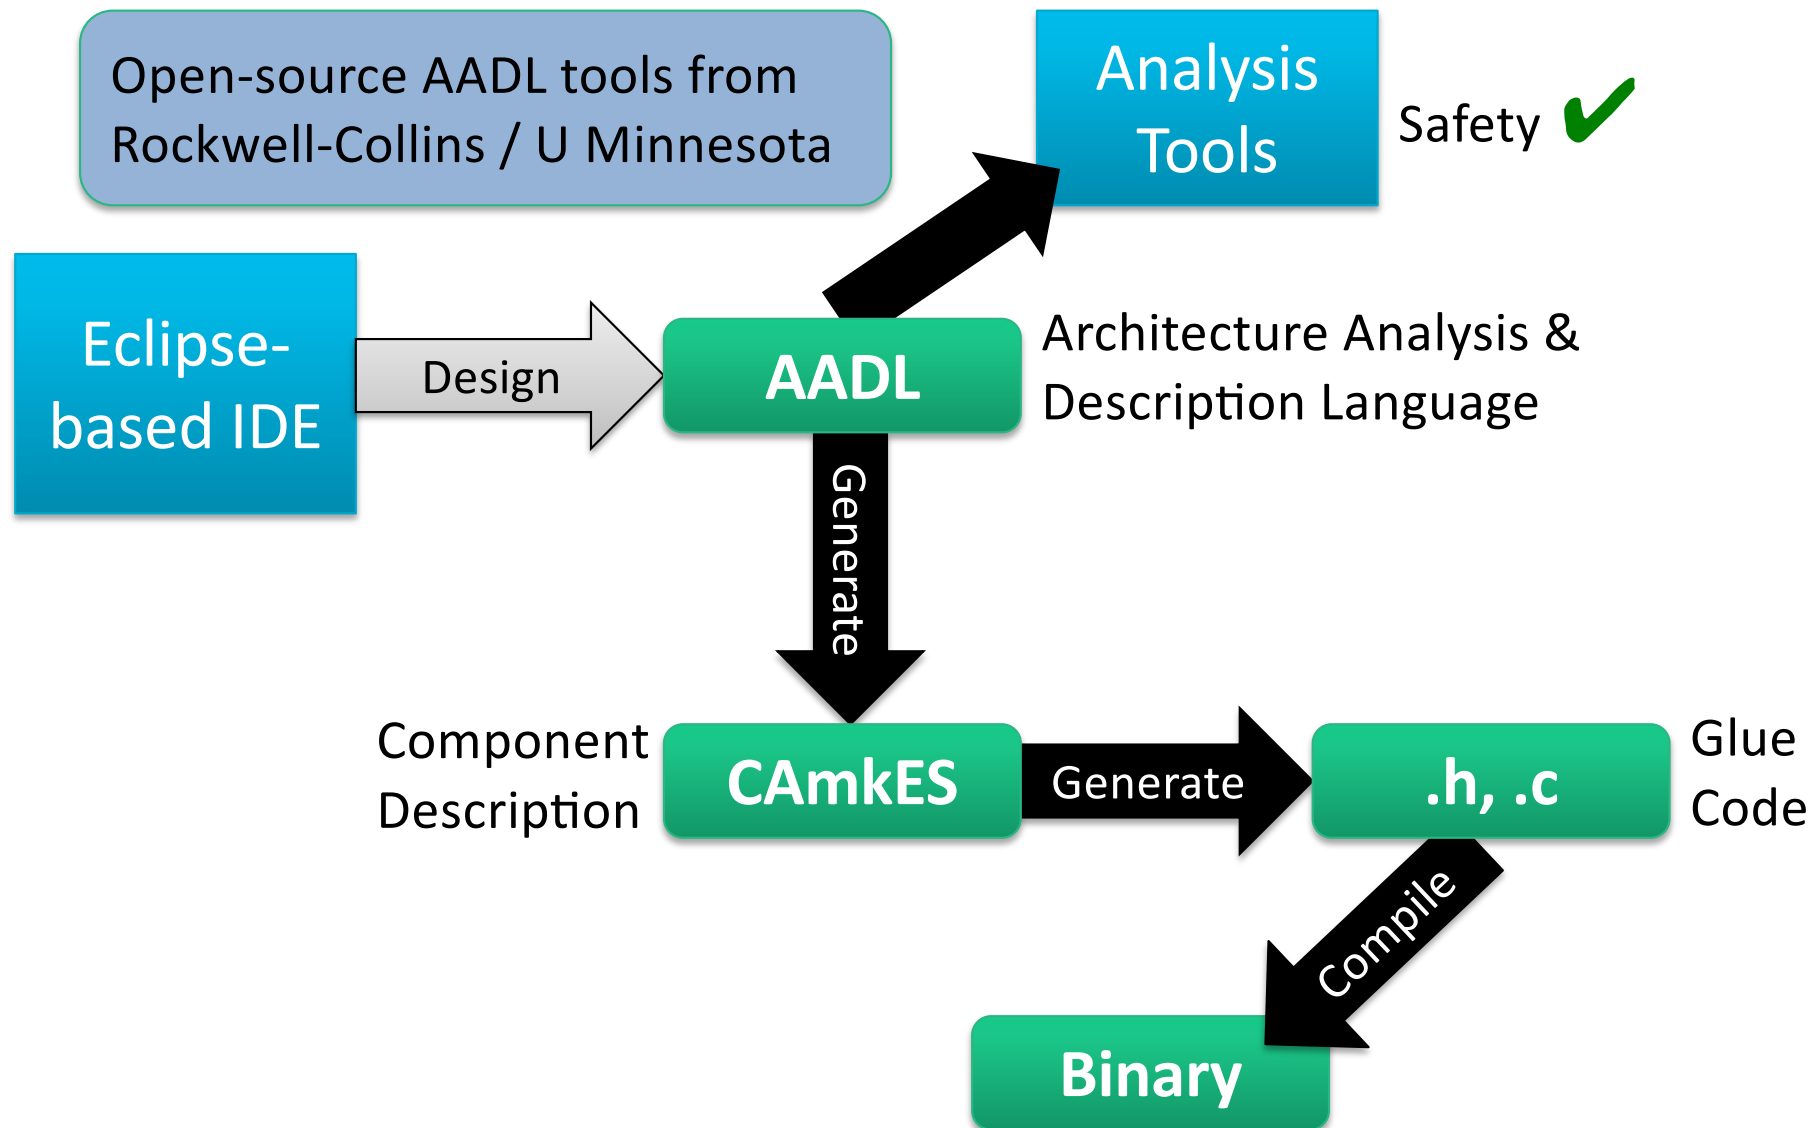 Open-source AADL tools from
Rockwell-Collins / U Minnesota
Analysis
Tools
Safety
Eclipse-
based IDE
Design
AADL
Architecture Analysis &
Description Language
Generate
Component
Description
CAmkES
Generate
.h, .c
Glue
Code
Compile
Binary